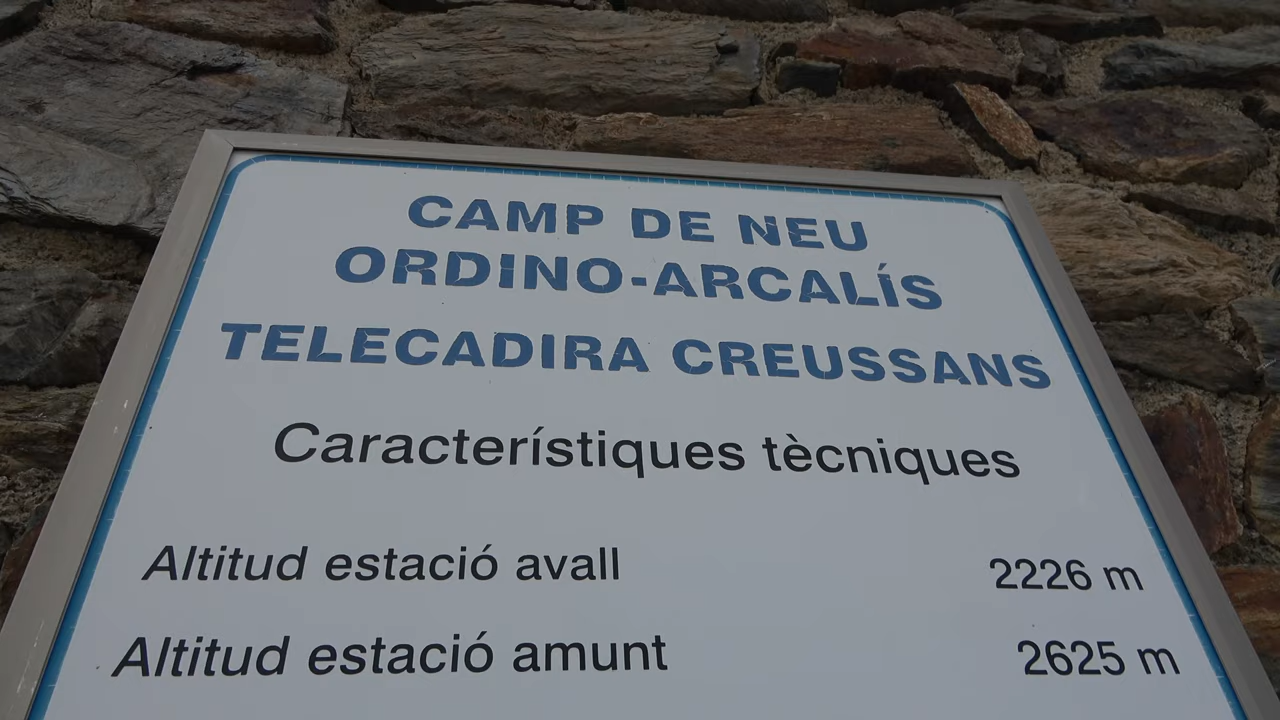 CAMP DE NEU
ORDINO-ARCALÍS
TELECADIRA CREUSSANS
Característiques tècniques
Altitud estació avall 2226 m
Altitud estació amunt 2625 m